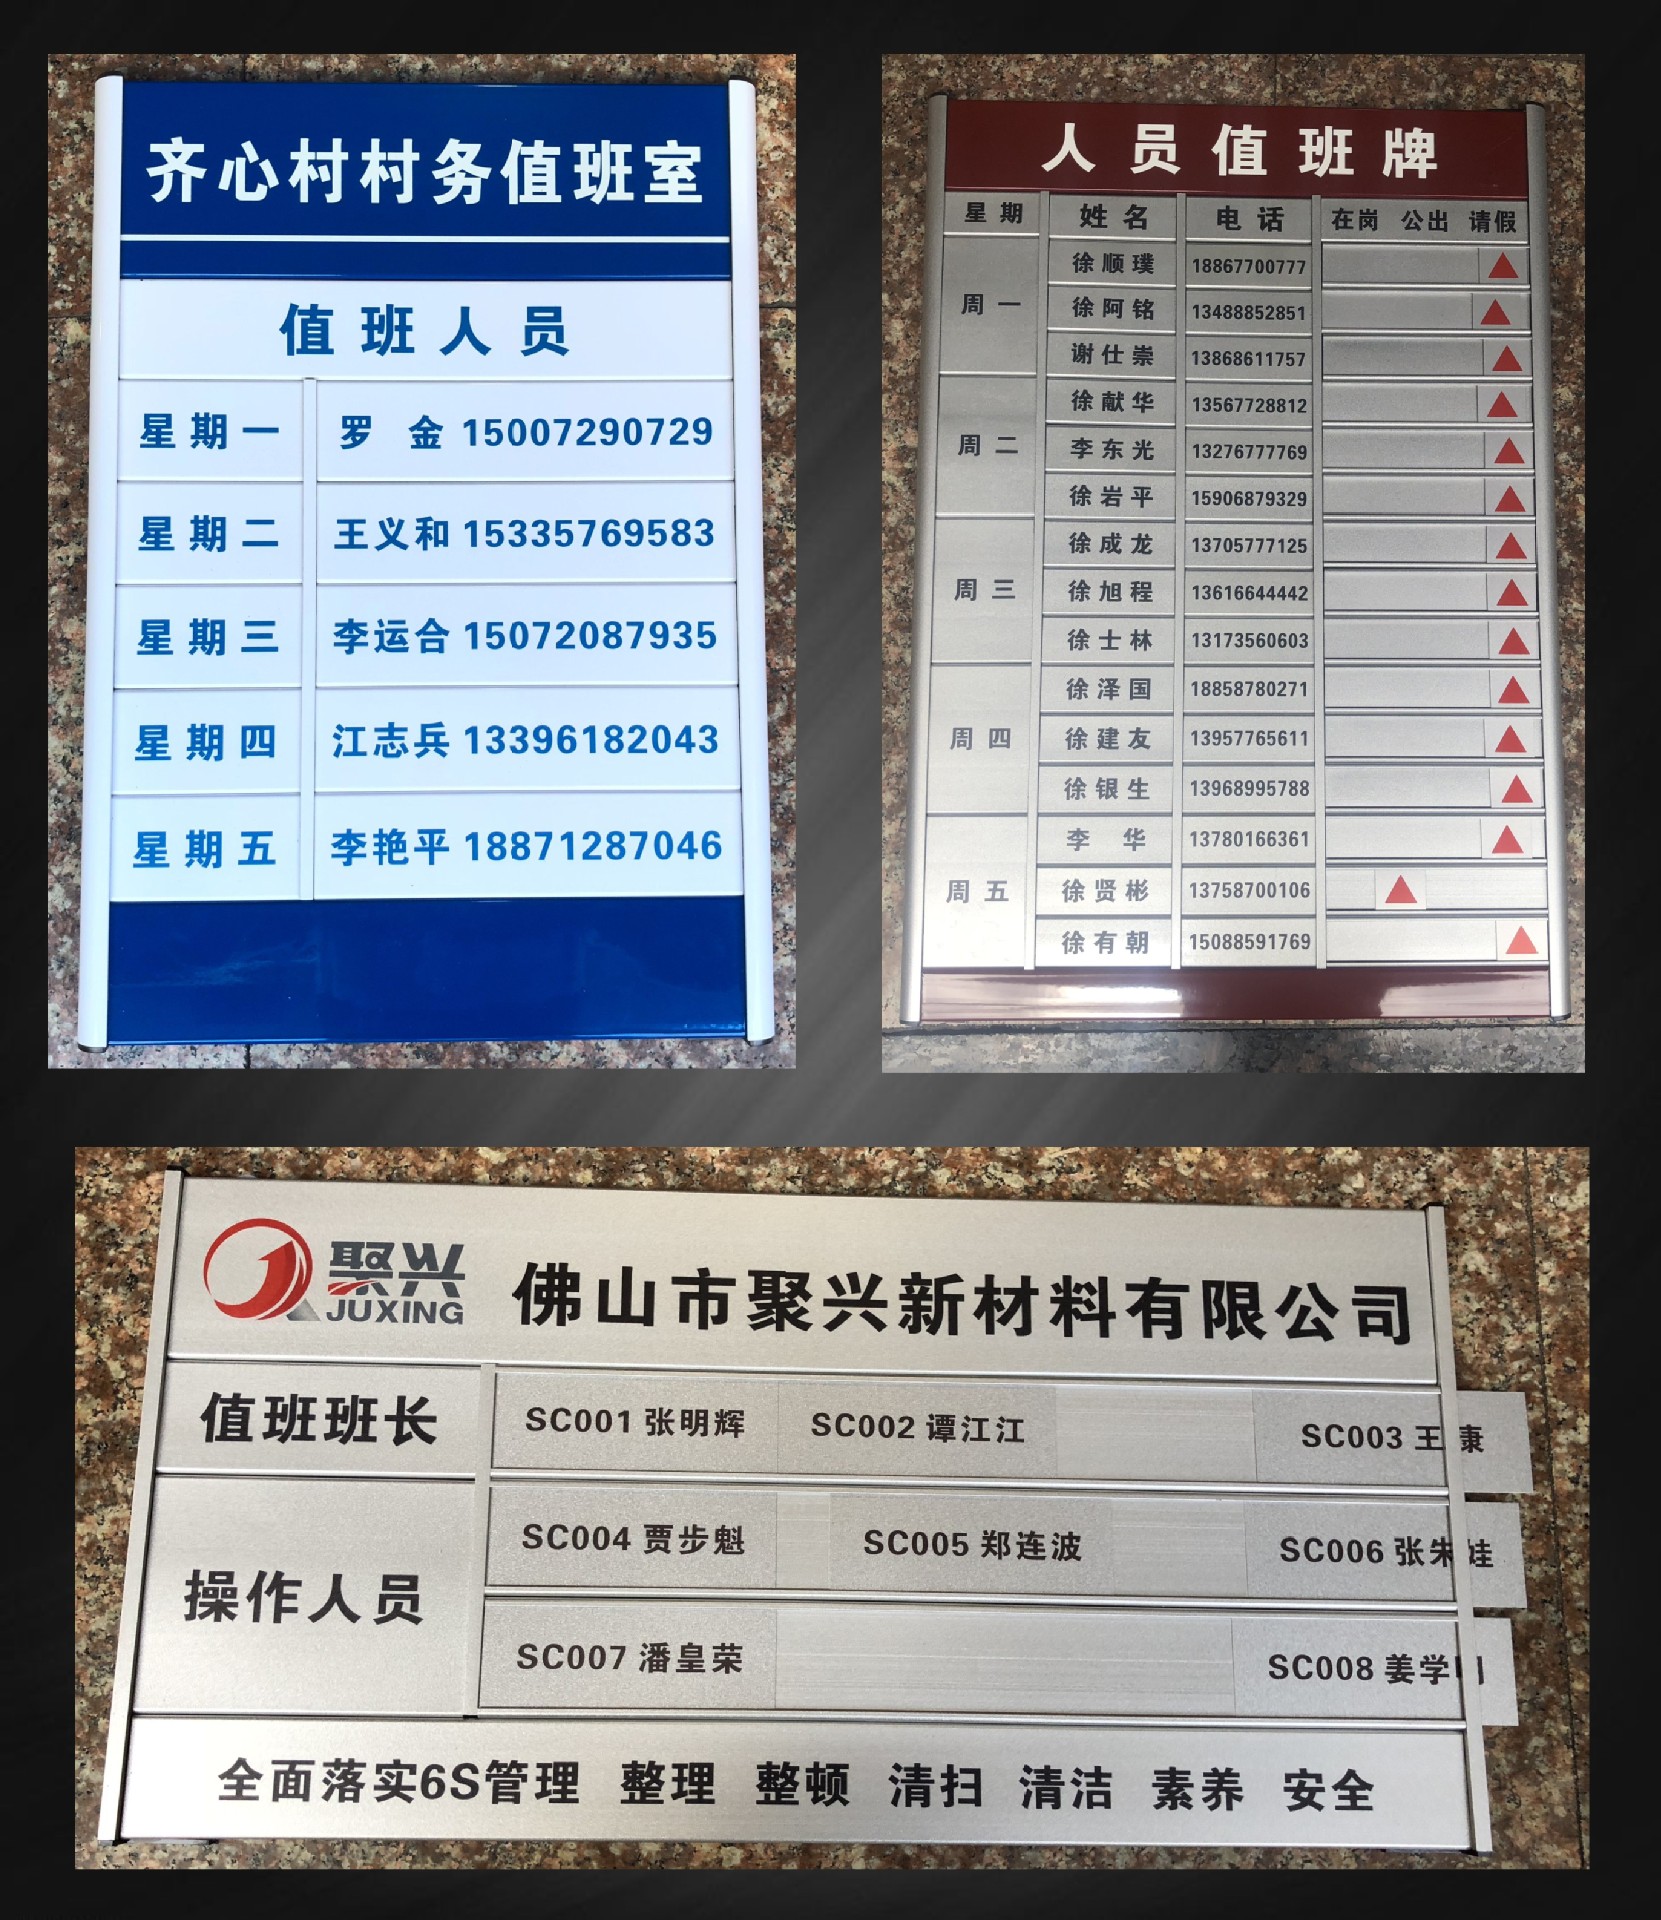 齐心村村务值班室
值班人员
星期一 罗 金 15007290729
星期二 王义和 15335769583
星期三 李运合 15072087935
星期四 江志兵 13396182043
星期五 李艳平 18871287046
人员值班牌
星期 姓名 电话 在岗 公出 请假
周一
徐顺璞 18867700777
徐阿铭 13488852851
谢仕崇 13868611757
周二
徐献华 13567728812
李东光 13276777769
徐岩平 15906879329
周三
徐成龙 13705777125
徐旭程 13616644442
徐士林 13173560603
周四
徐泽国 18858780271
徐建友 13957765611
徐银生 13968995788
周五
李 华 13780166361
徐贤彬 13758700106
徐有朝 15088591769
聚兴
JUXING
佛山市聚兴新材料有限公司
值班班长
SC001 张明辉 SC002 谭江江 SC003 王 康
操作人员
SC004 贾步魁 SC005 郑连波 SC006 张朱娃
SC007 潘皇荣 SC008 姜学
全面落实6S管理 整理 整顿 清扫 清洁 素养 安全